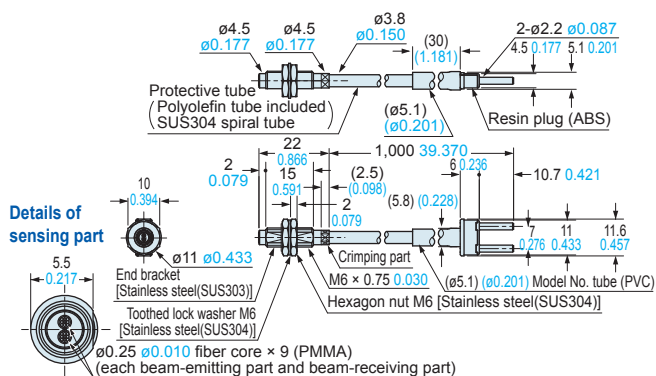 ø4.5
ø0.177
ø4.5
ø0.177
ø3.8
ø0.150
(30)
(1.181)
2-ø2.2 ø0.087
4.5 0.177
5.1 0.201
Protective tube
(Polyolefin tube included
SUS304 spiral tube)
(ø5.1)
(ø0.201)
Resin plug (ABS)
22
0.866
1,000 39.370
2
0.079
15
0.591
(2.5)
(0.098)
6 0.236
10.7 0.421
10
0.394
2
0.079
(5.8) (0.228)
7
0.276
11
0.433
11.6
0.457
Details of
sensing part
ø11 ø0.433
Crimping part
5.5
0.217
End bracket
[Stainless steel(SUS303)]
M6 × 0.75 0.030
(ø5.1) (ø0.201) Model No. tube (PVC)
Toothed lock washer M6
[Stainless steel(SUS304)]
Hexagon nut M6 [Stainless steel(SUS304)]
ø0.25 ø0.010 fiber core × 9 (PMMA)
(each beam-emitting part and beam-receiving part)